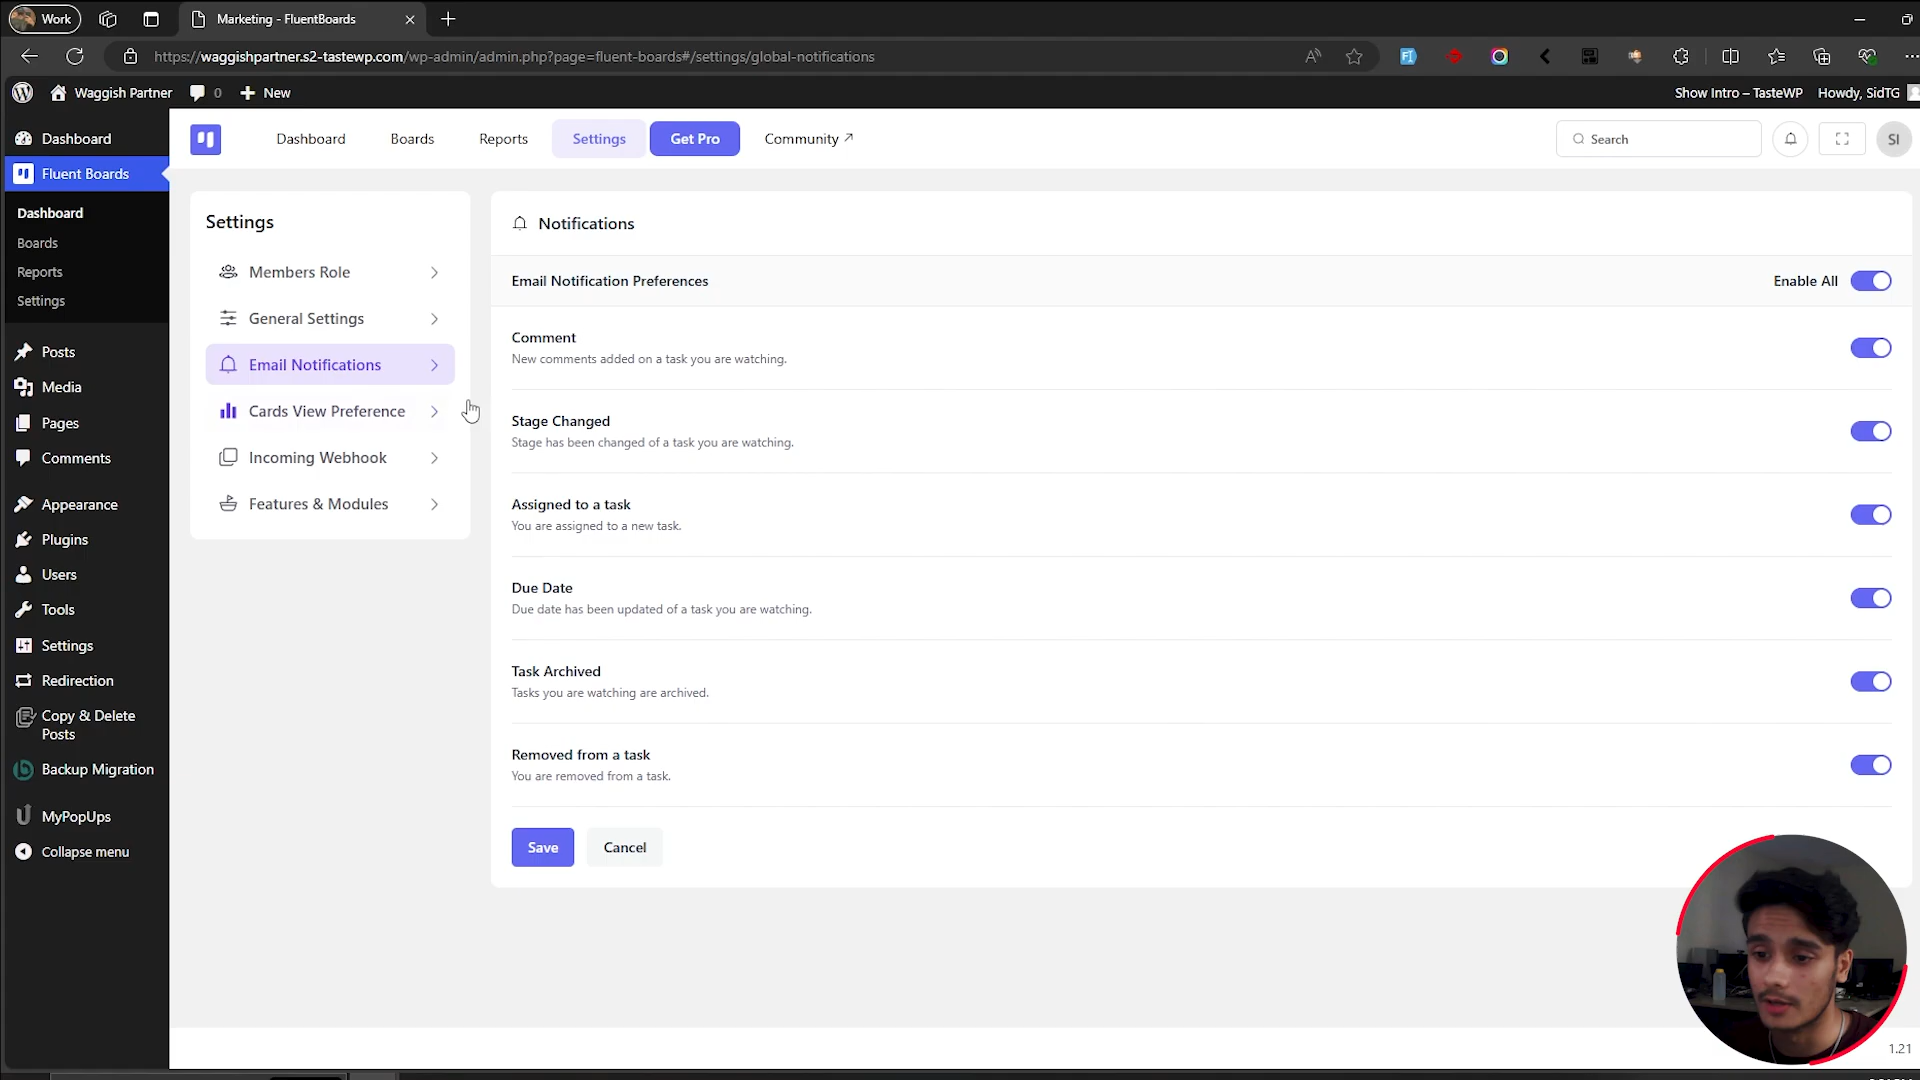 Work
Marketing - FluentBoards
https://waggishpartner.s2-tastewp.com/wp-admin/admin.php?page=fluent-boards#/settings/global-notifications
Waggish Partner
0
New
Show Intro – TasteWP
Howdy, SidTG
Dashboard
Fluent Boards
Dashboard
Boards
Reports
Settings
Posts
Media
Pages
Comments
Appearance
Plugins
Users
Tools
Settings
Redirection
Copy & Delete
Posts
Backup Migration
MyPopUps
Collapse menu
Dashboard
Boards
Reports
Settings
Get Pro
Community
Search
SI
Settings
Members Role
General Settings
Email Notifications
Cards View Preference
Incoming Webhook
Features & Modules
Notifications
Email Notification Preferences
Enable All
Comment
New comments added on a task you are watching.
Stage Changed
Stage has been changed of a task you are watching.
Assigned to a task
You are assigned to a new task.
Due Date
Due date has been updated of a task you are watching.
Task Archived
Tasks you are watching are archived.
Removed from a task
You are removed from a task.
Save
Cancel
1.21